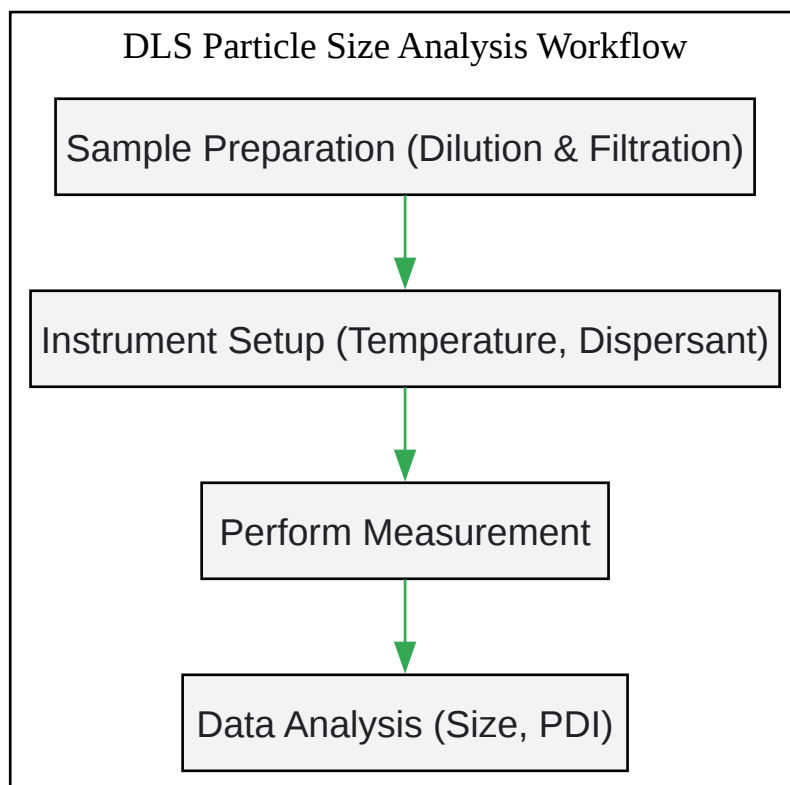 DLS Particle Size Analysis Workflow
Sample Preparation (Dilution & Filtration)
Instrument Setup (Temperature, Dispersant)
Perform Measurement
Data Analysis (Size, PDI)